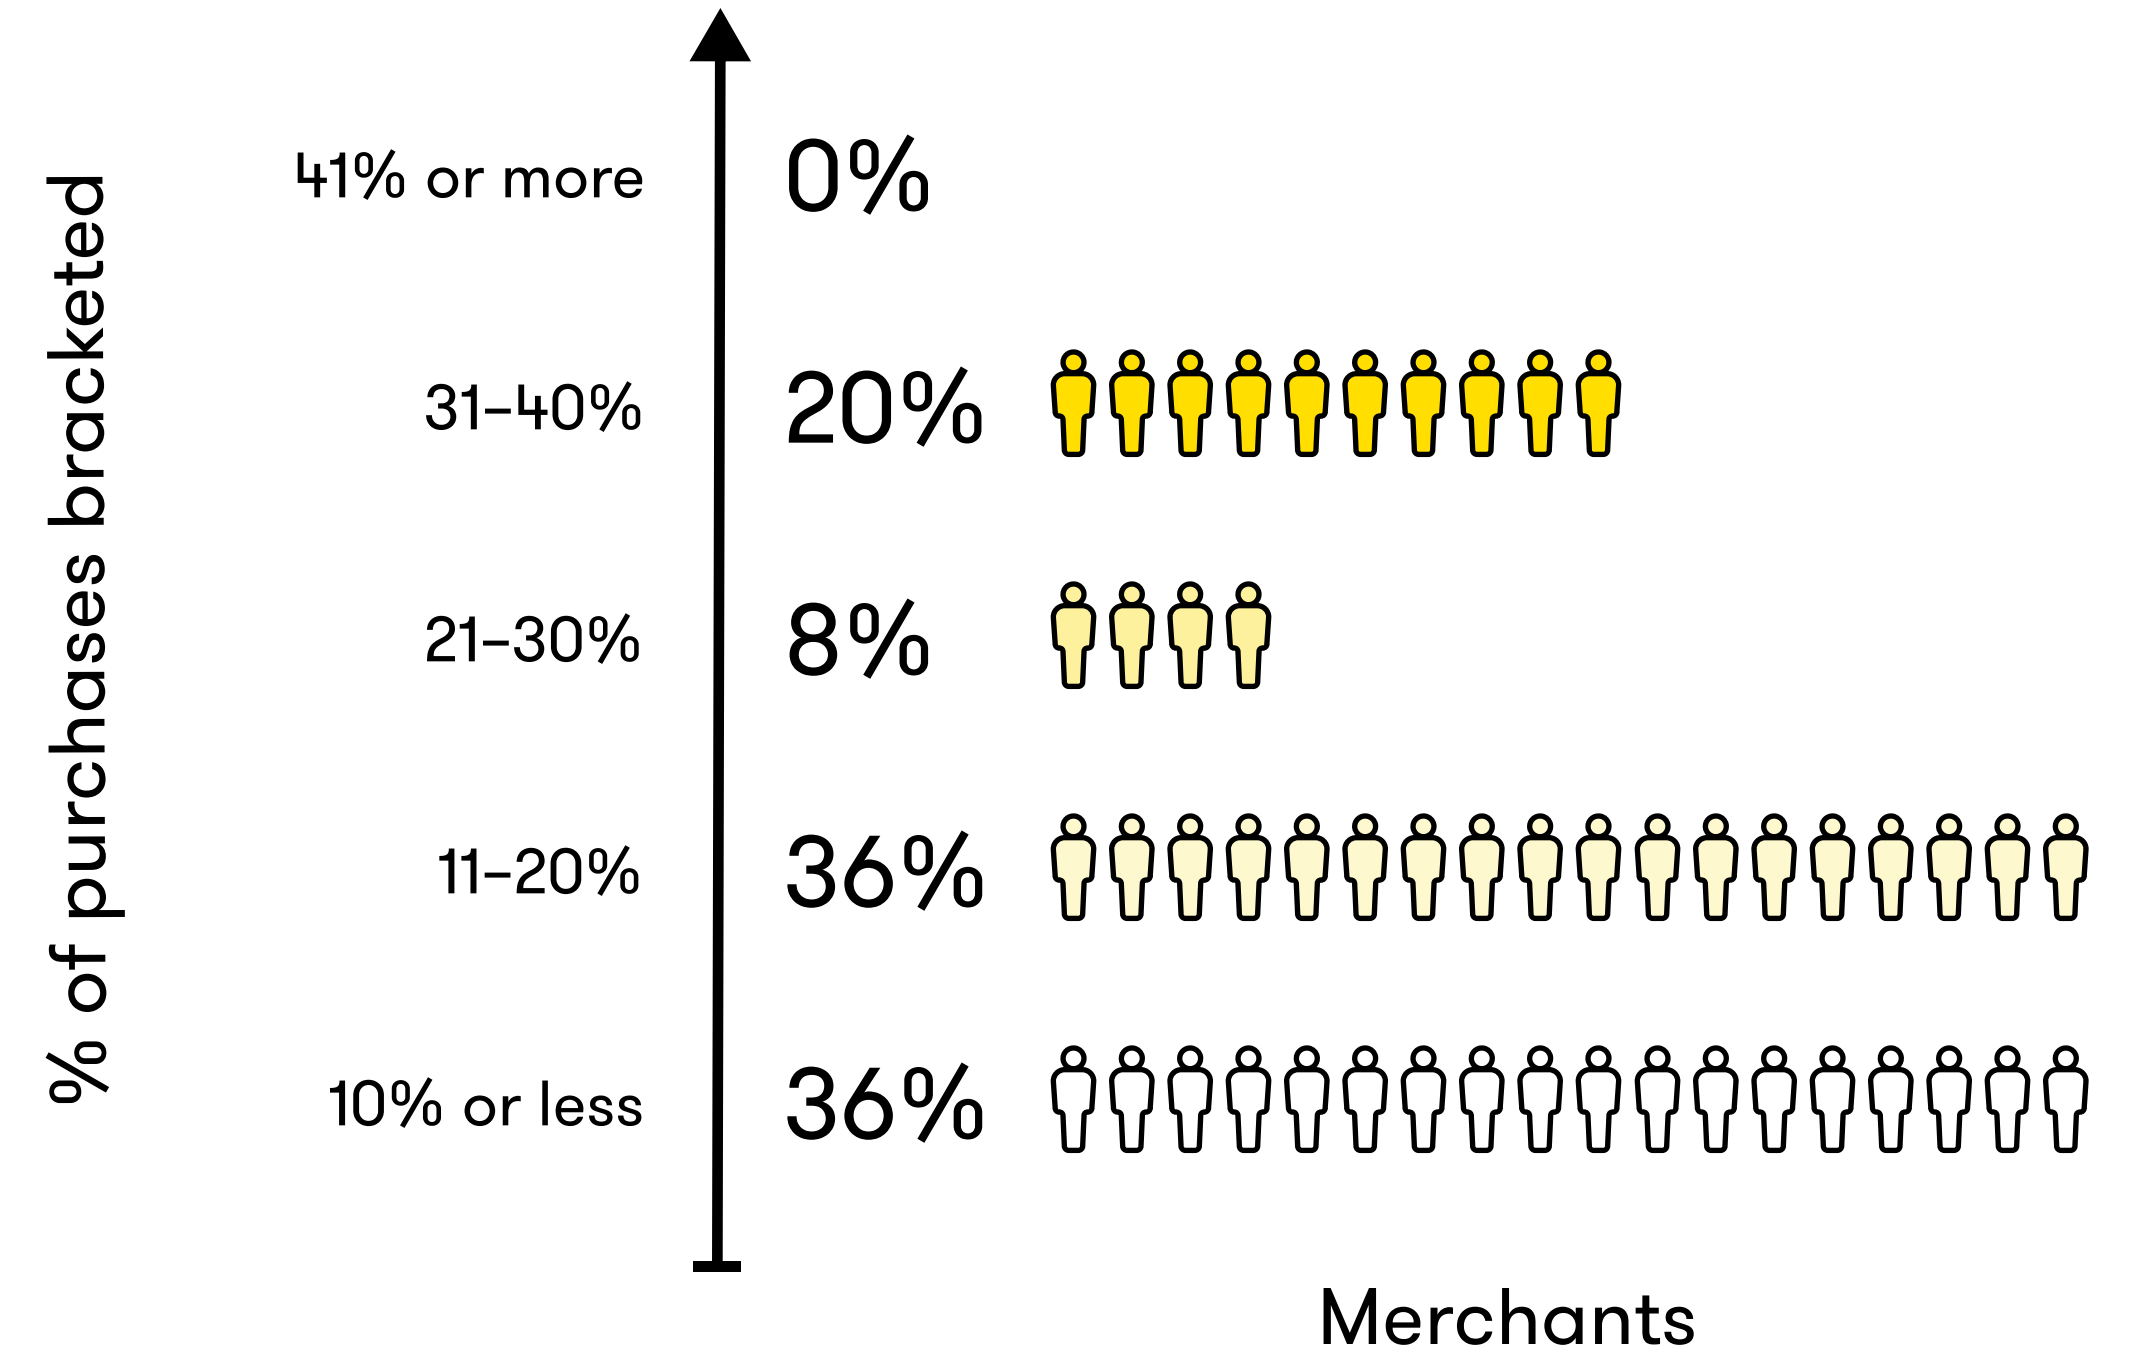 % of purchases bracketed
41% or more 0%
31–40% 20%
21–30% 8%
11–20% 36%
10% or less 36%
Merchants